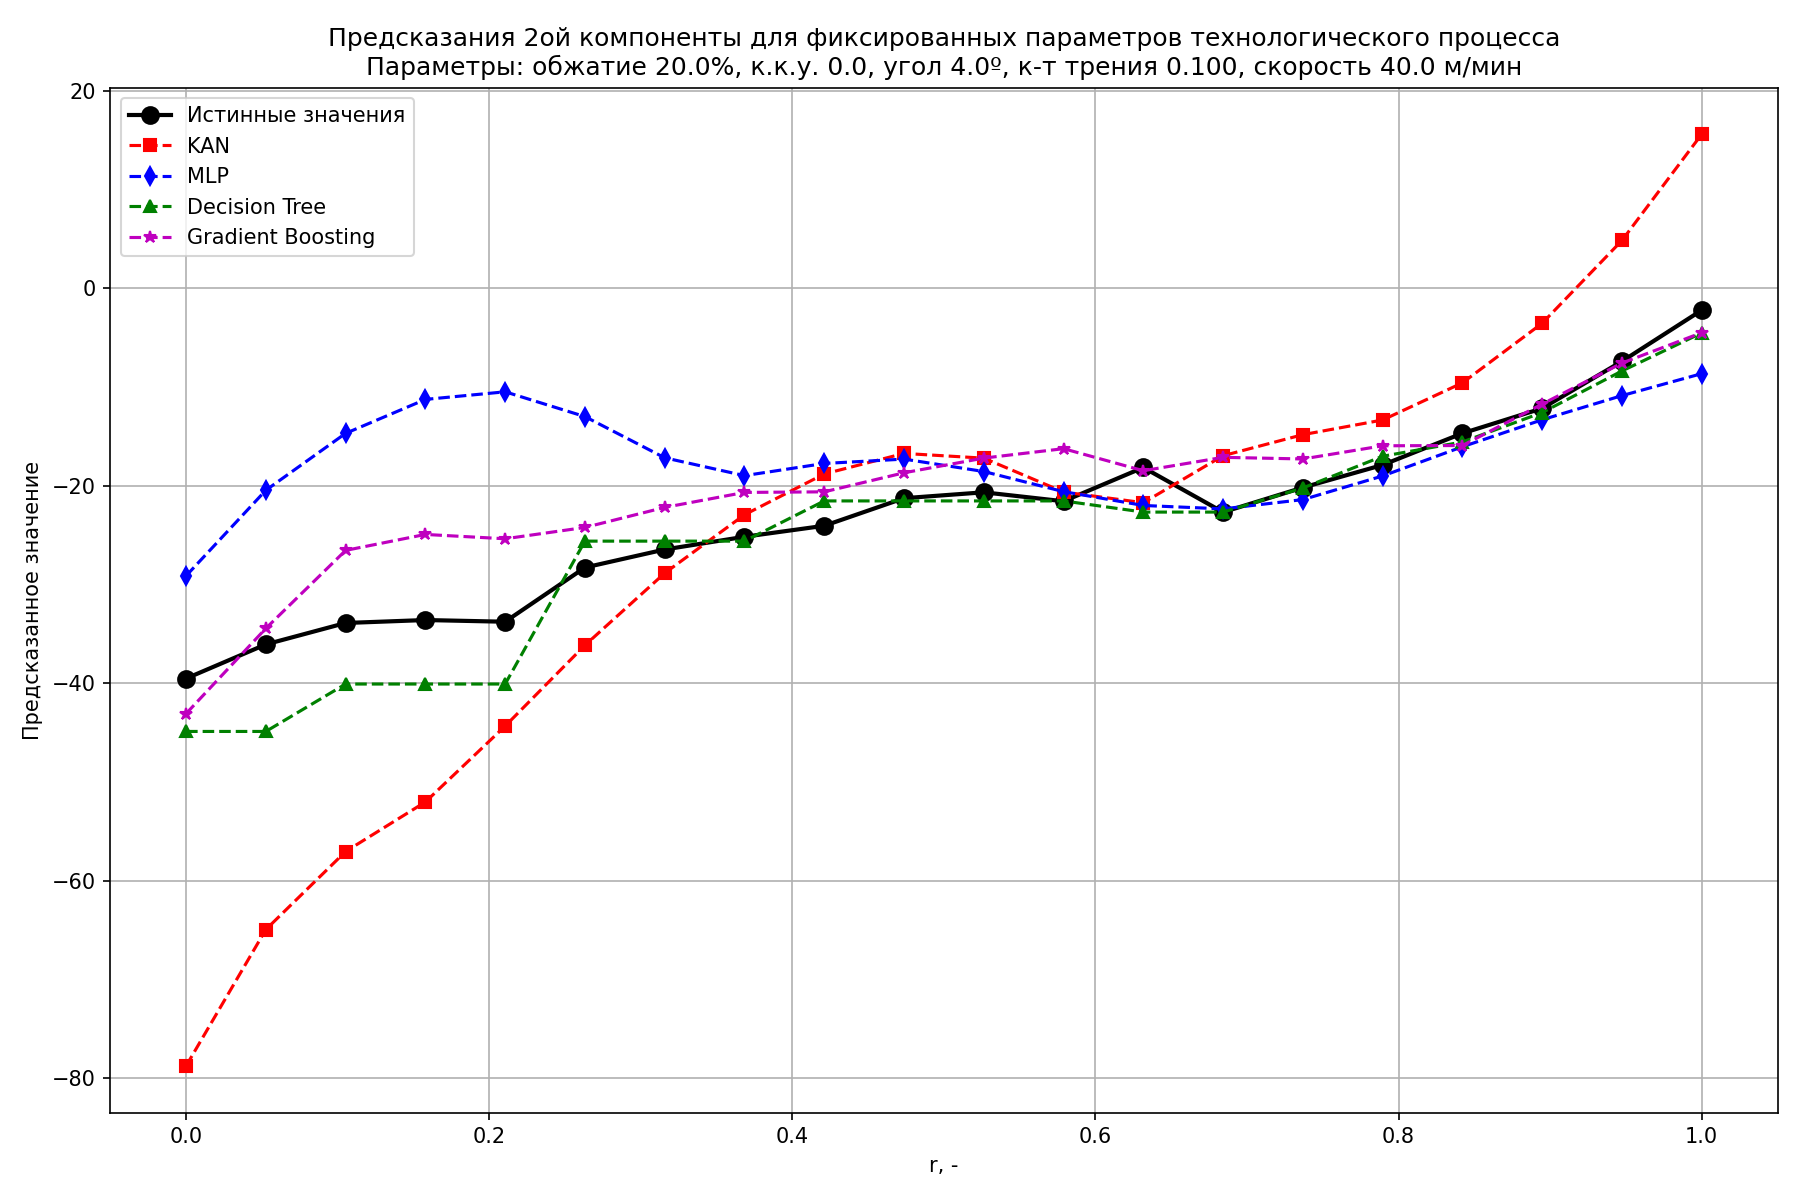 Предсказания 2ой компоненты для фиксированных параметров технологического процесса
Параметры: обжатие 20.0%, к.к.у. 0.0, угол 4.0º, к-т трения 0.100, скорость 40.0 м/мин
Истинные значения
KAN
MLP
Decision Tree
Gradient Boosting
Предсказанное значение
20
0
−20
−40
−60
−80
0.0
0.2
0.4
0.6
0.8
1.0
r, -